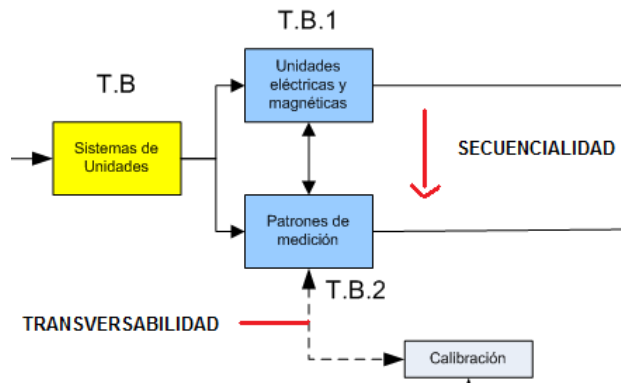 T.B.1
T.B
Unidades
eléctricas y
magnéticas
Sistemas de
Unidades
SECUENCIALIDAD
Patrones de
medición
T.B.2
TRANSVERSABILIDAD
Calibración